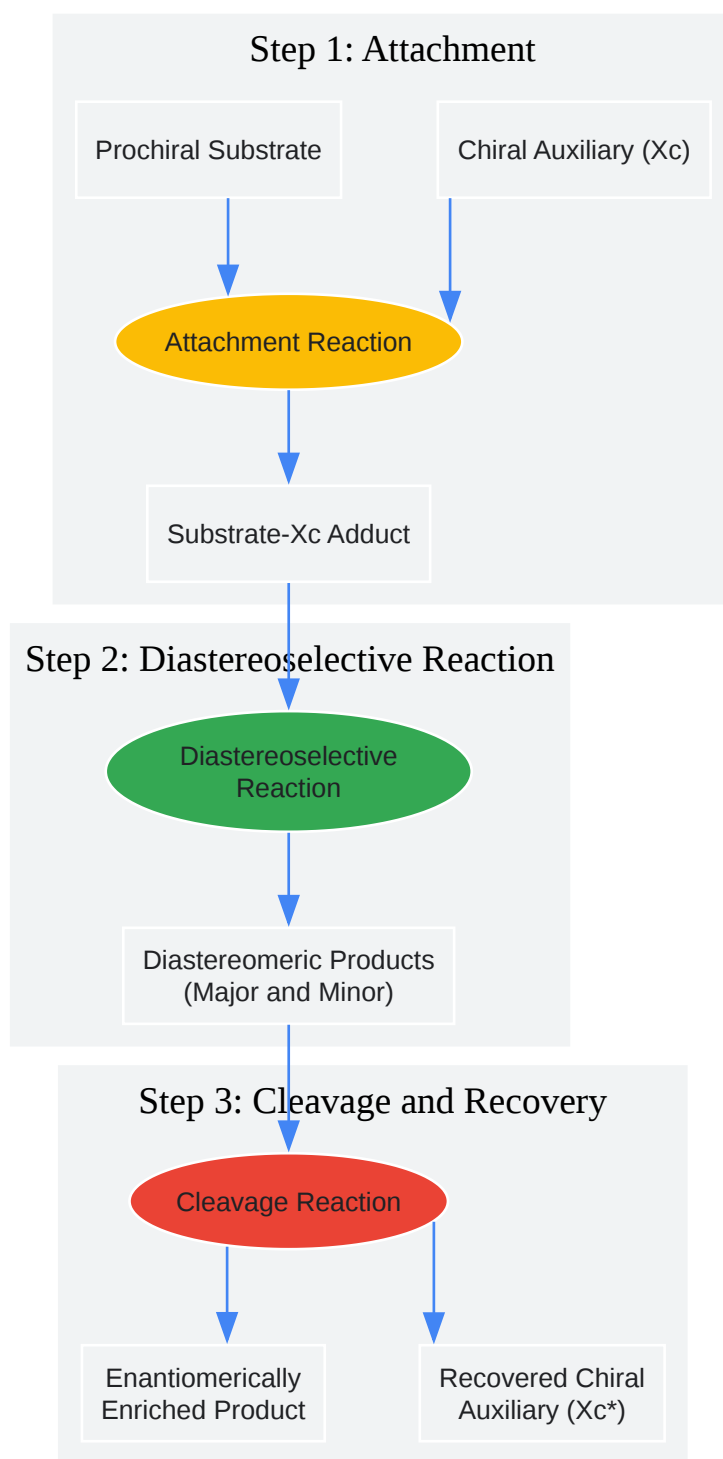 Step 1: Attachment
Prochiral Substrate
Chiral Auxiliary (Xc)
Attachment Reaction
Substrate-Xc Adduct
Step 2: Diastereoselective Reaction
Diastereoselective
Reaction
Diastereomeric Products
(Major and Minor)
Step 3: Cleavage and Recovery
Cleavage Reaction
Enantiomerically
Enriched Product
Recovered Chiral
Auxiliary (Xc*)